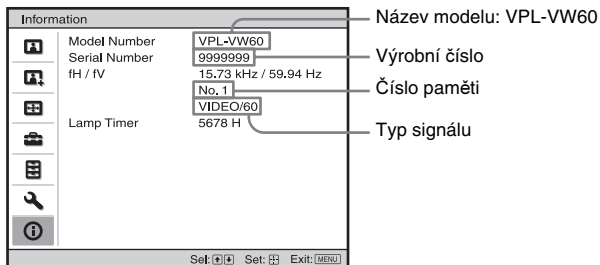 Information
Model Number VPL-VW60
Serial Number 9999999
fH / fV 15.73 kHz / 59.94 Hz
No. 1
VIDEO/60
Lamp Timer 5678 H
Sel: Set: Exit: MENU
Název modelu: VPL-VW60
Výrobní číslo
Číslo paměti
Typ signálu